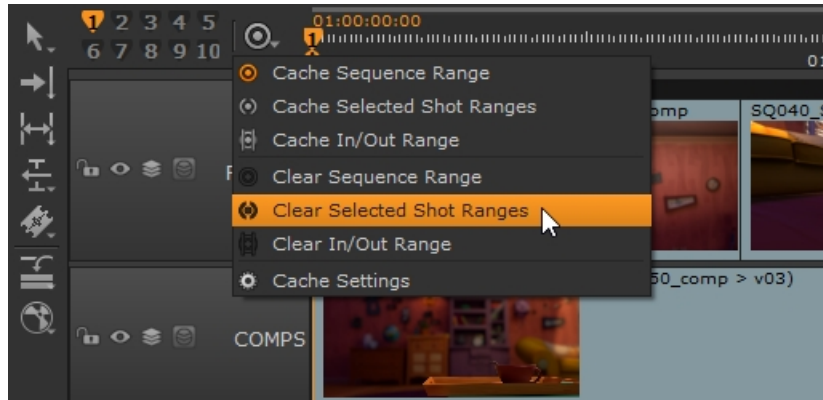 1 2 3 4 5
6 7 8 9 10
01:00:00:00
1
Cache Sequence Range
Cache Selected Shot Ranges
Cache In/Out Range
Clear Sequence Range
Clear Selected Shot Ranges
Clear In/Out Range
Cache Settings
omp
SQ040_S
50_comp > v03)
COMPS